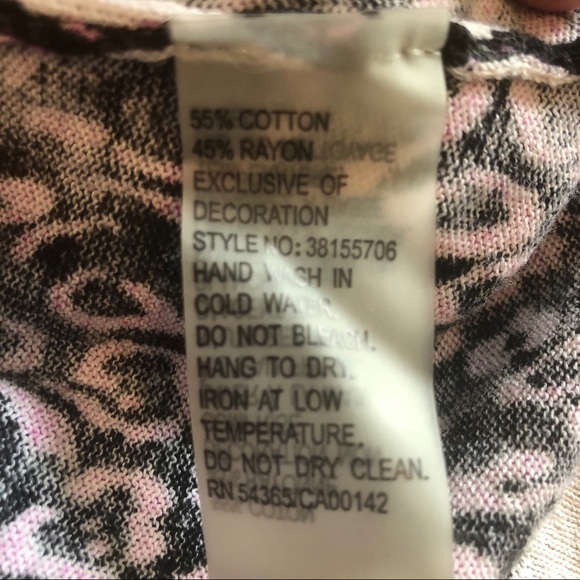 55% COTTON
45% RAYON
EXCLUSIVE OF
DECORATION
STYLE NO: 38155706
HAND WASH IN
COLD WATER.
DO NOT BLEACH.
HANG TO DRY.
IRON AT LOW
TEMPERATURE.
DO NOT DRY CLEAN.
RN 54365/CA00142